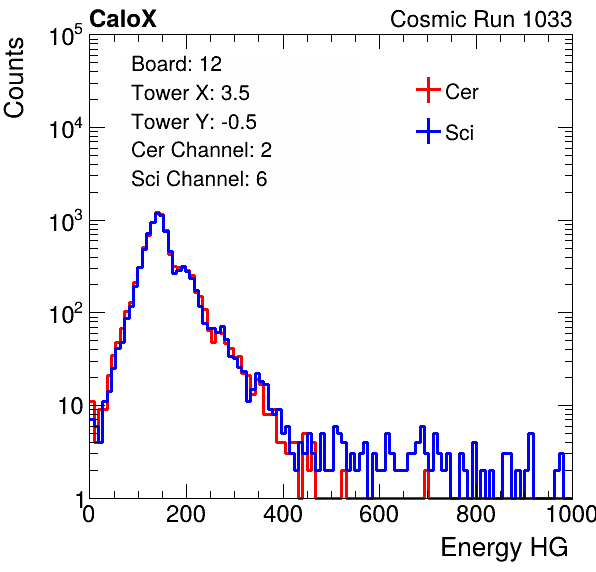 CaloX Cosmic Run 1033
Counts
Board: 12
Tower X: 3.5
Tower Y: -0.5
Cer Channel: 2
Sci Channel: 6
Cer
Sci
10^5
10^4
10^3
10^2
10
1
0 200 400 600 800 1000
Energy HG